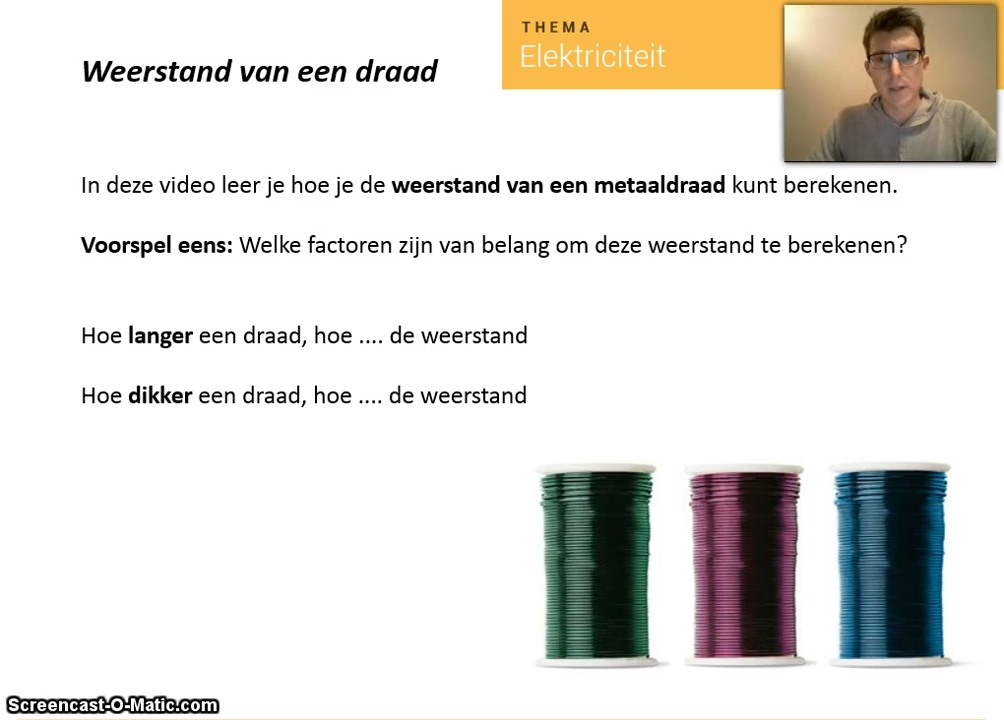 THEMA
Elektriciteit
Weerstand van een draad
In deze video leer je hoe je de weerstand van een metaaldraad kunt berekenen.
Voorspel eens: Welke factoren zijn van belang om deze weerstand te berekenen?
Hoe langer een draad, hoe .... de weerstand
Hoe dikker een draad, hoe .... de weerstand
Screencast-O-Matic.com